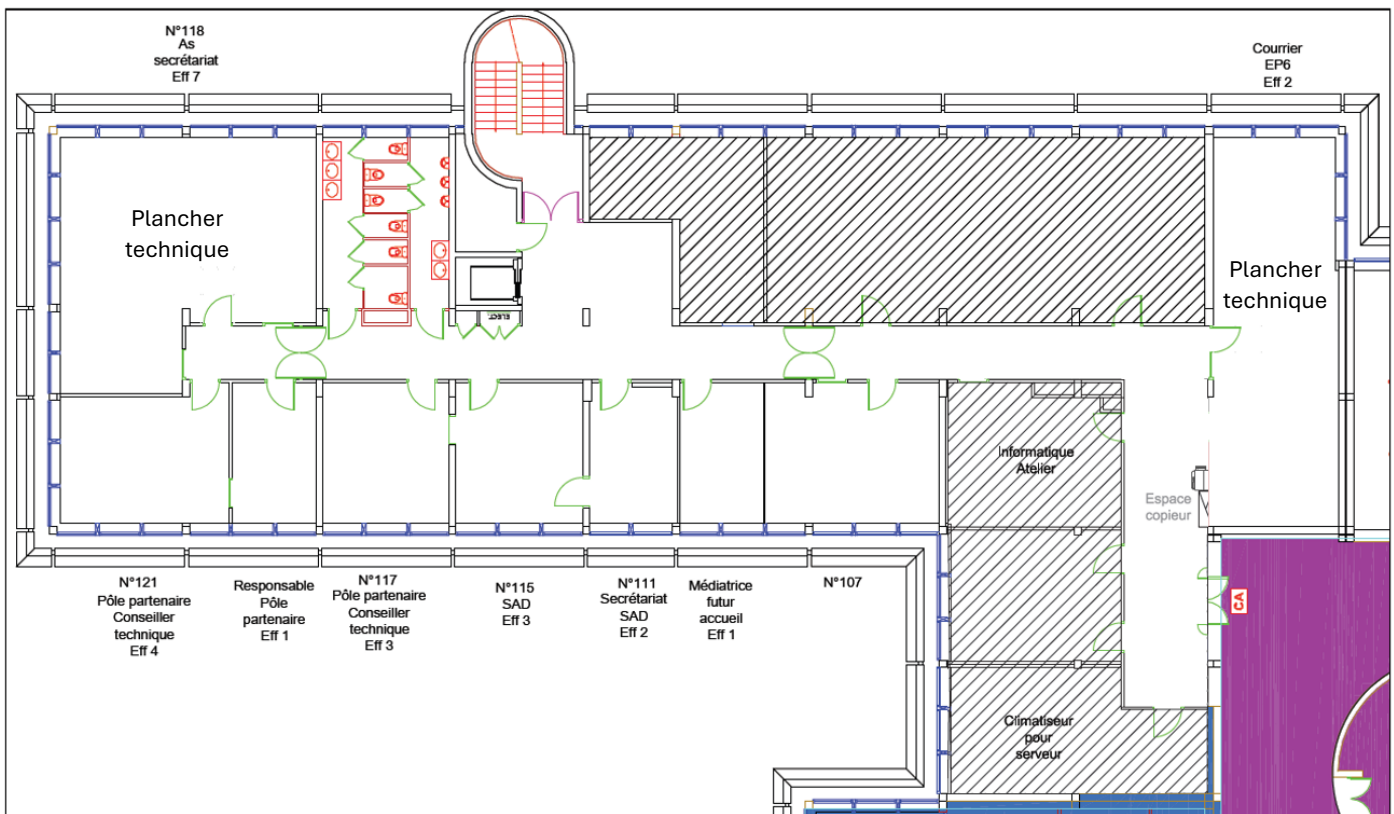 N°118
As
secrétariat
Eff 7
Courrier
EP6
Eff 2
Plancher
technique
Plancher
technique
ELECT
Informatique
Atelier
Espace
copieur
N°121
Pôle partenaire
Conseiller
technique
Eff 4
Responsable
Pôle
partenaire
Eff 1
N°117
Pôle partenaire
Conseiller
technique
Eff 3
N°115
SAD
Eff 3
N°111
Secrétariat
SAD
Eff 2
Médiatrice
futur
accueil
Eff 1
N°107
CA
Climatiseur
pour
serveur